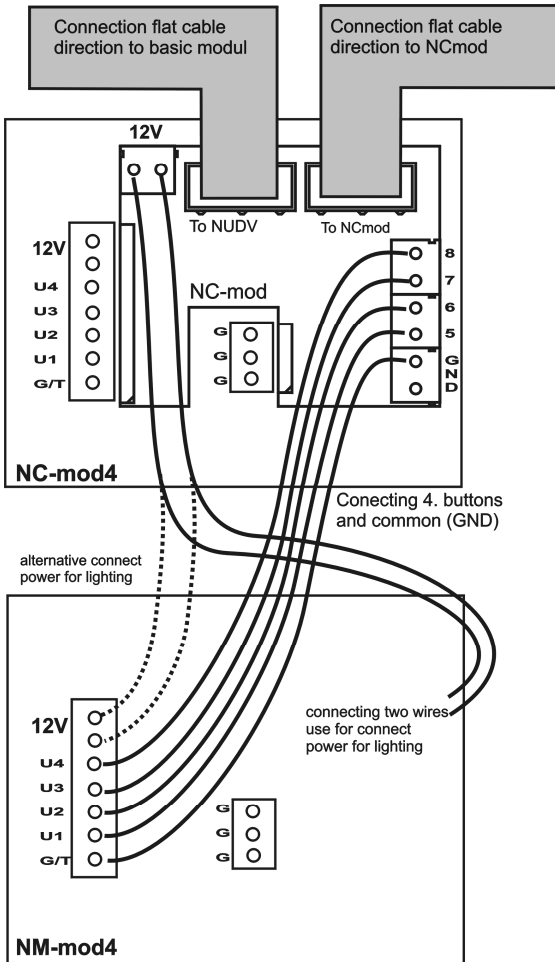 Connection flat cable
direction to basic modul
Connection flat cable
direction to NCmod
12V
To NUDV
To NCmod
12V
U4
U3
U2
U1
G/T
NC-mod
G
G
G
8
7
6
5
G
N
D
NC-mod4
Conecting 4. buttons
and common (GND)
alternative connect
power for lighting
connecting two wires
use for connect
power for lighting
12V
U4
U3
U2
U1
G/T
G
G
G
NM-mod4